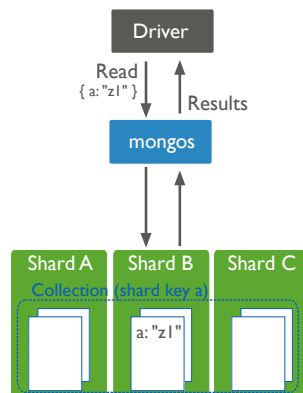 Driver
Read
{ a: "z1" }
Results
mongos
Shard A
Shard B
Shard C
Collection (shard key a)
a: "z1"